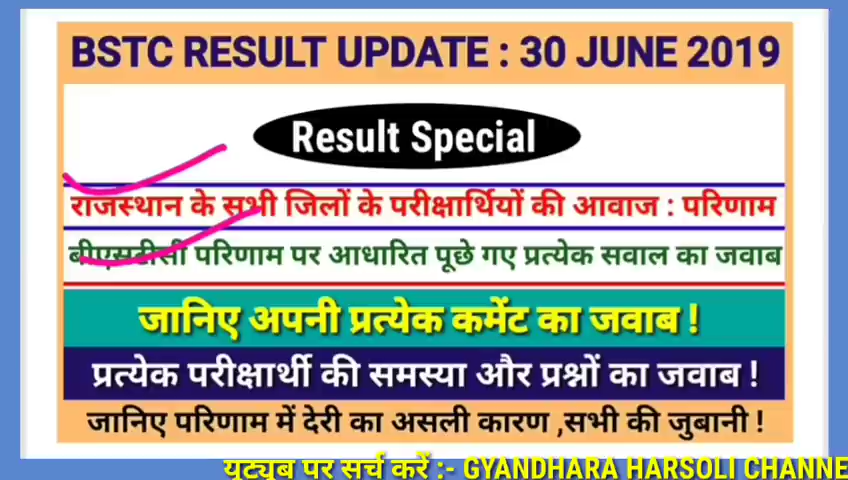 BSTC RESULT UPDATE : 30 JUNE 2019
Result Special
राजस्थान के सभी जिलों के परीक्षार्थियों की आवाज : परिणाम
बीएसटीसी परिणाम पर आधारित पूछे गए प्रत्येक सवाल का जवाब
जानिए अपनी प्रत्येक कमेंट का जवाब !
प्रत्येक परीक्षार्थी की समस्या और प्रश्नों का जवाब !
जानिए परिणाम में देरी का असली कारण ,सभी की जुबानी !
यूट्यूब पर सर्च करें :- GYANDHARA HARSOLI CHANNE